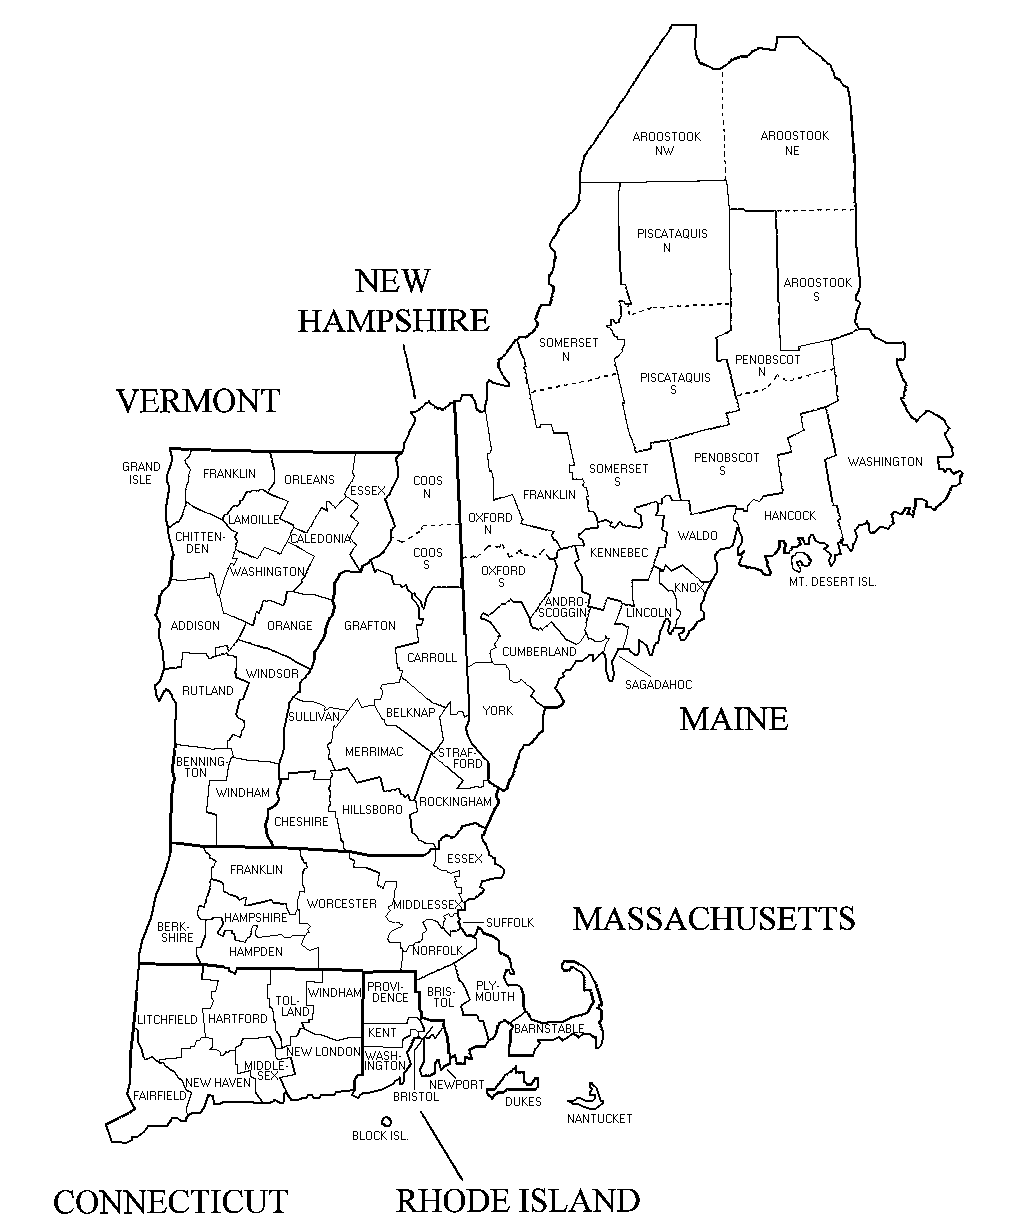 AROOSTOOK
NW
AROOSTOOK
NE
PISCATAQUIS
N
AROOSTOOK
S
NEW
HAMPSHIRE
SOMERSET
N
PISCATAQUIS
S
PENOBSCOT
N
VERMONT
GRAND
ISLE
FRANKLIN
ORLEANS
ESSEX
COOS
N
FRANKLIN
SOMERSET
S
PENOBSCOT
S
WASHINGTON
LAMOILLE
CHITTEN-
DEN
CALEDONIA
OXFORD
N
HANCOCK
WALDO
KENNEBEC
COOS
S
OXFORD
S
WASHINGTON
MT. DESERT ISL.
KNOX
ANDRO-
SCOGGIN
LINCOLN
ADDISON
ORANGE
GRAFTON
CARROLL
CUMBERLAND
SAGADAHOC
WINDSOR
RUTLAND
SULLIVAN
BELKNAP
YORK
MAINE
MERRIMAC
STRAF-
FORD
BENNING-
TON
WINDHAM
CHESHIRE
HILLSBORO
ROCKINGHAM
ESSEX
FRANKLIN
WORCESTER
MIDDLESEX
HAMPSHIRE
BERK-
SHIRE
SUFFOLK
MASSACHUSETTS
HAMPDEN
NORFOLK
PROVI-
DENCE
BRIS-
TOL
PLY-
MOUTH
WINDHAM
TOL-
LAND
LITCHFIELD
HARTFORD
KENT
BARNSTABLE
NEW LONDON
WASH-
INGTON
MIDDLE-
SEX
NEW HAVEN
FAIRFIELD
NEWPORT
BRISTOL
DUKES
NANTUCKET
BLOCK ISL.
CONNECTICUT
RHODE ISLAND